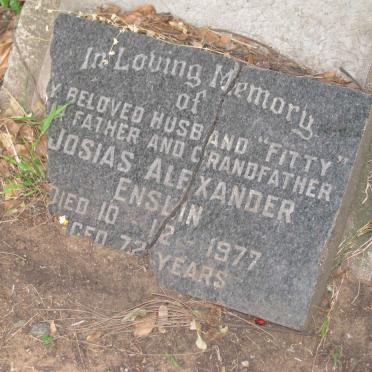 In Loving Memory
of
Y BELOVED HUSBAND "FITTY"
FATHER AND GRANDFATHER
JOSIAS ALEXANDER
ENSLIN
DIED 10 - 12 - 1977
GED 72 YEARS